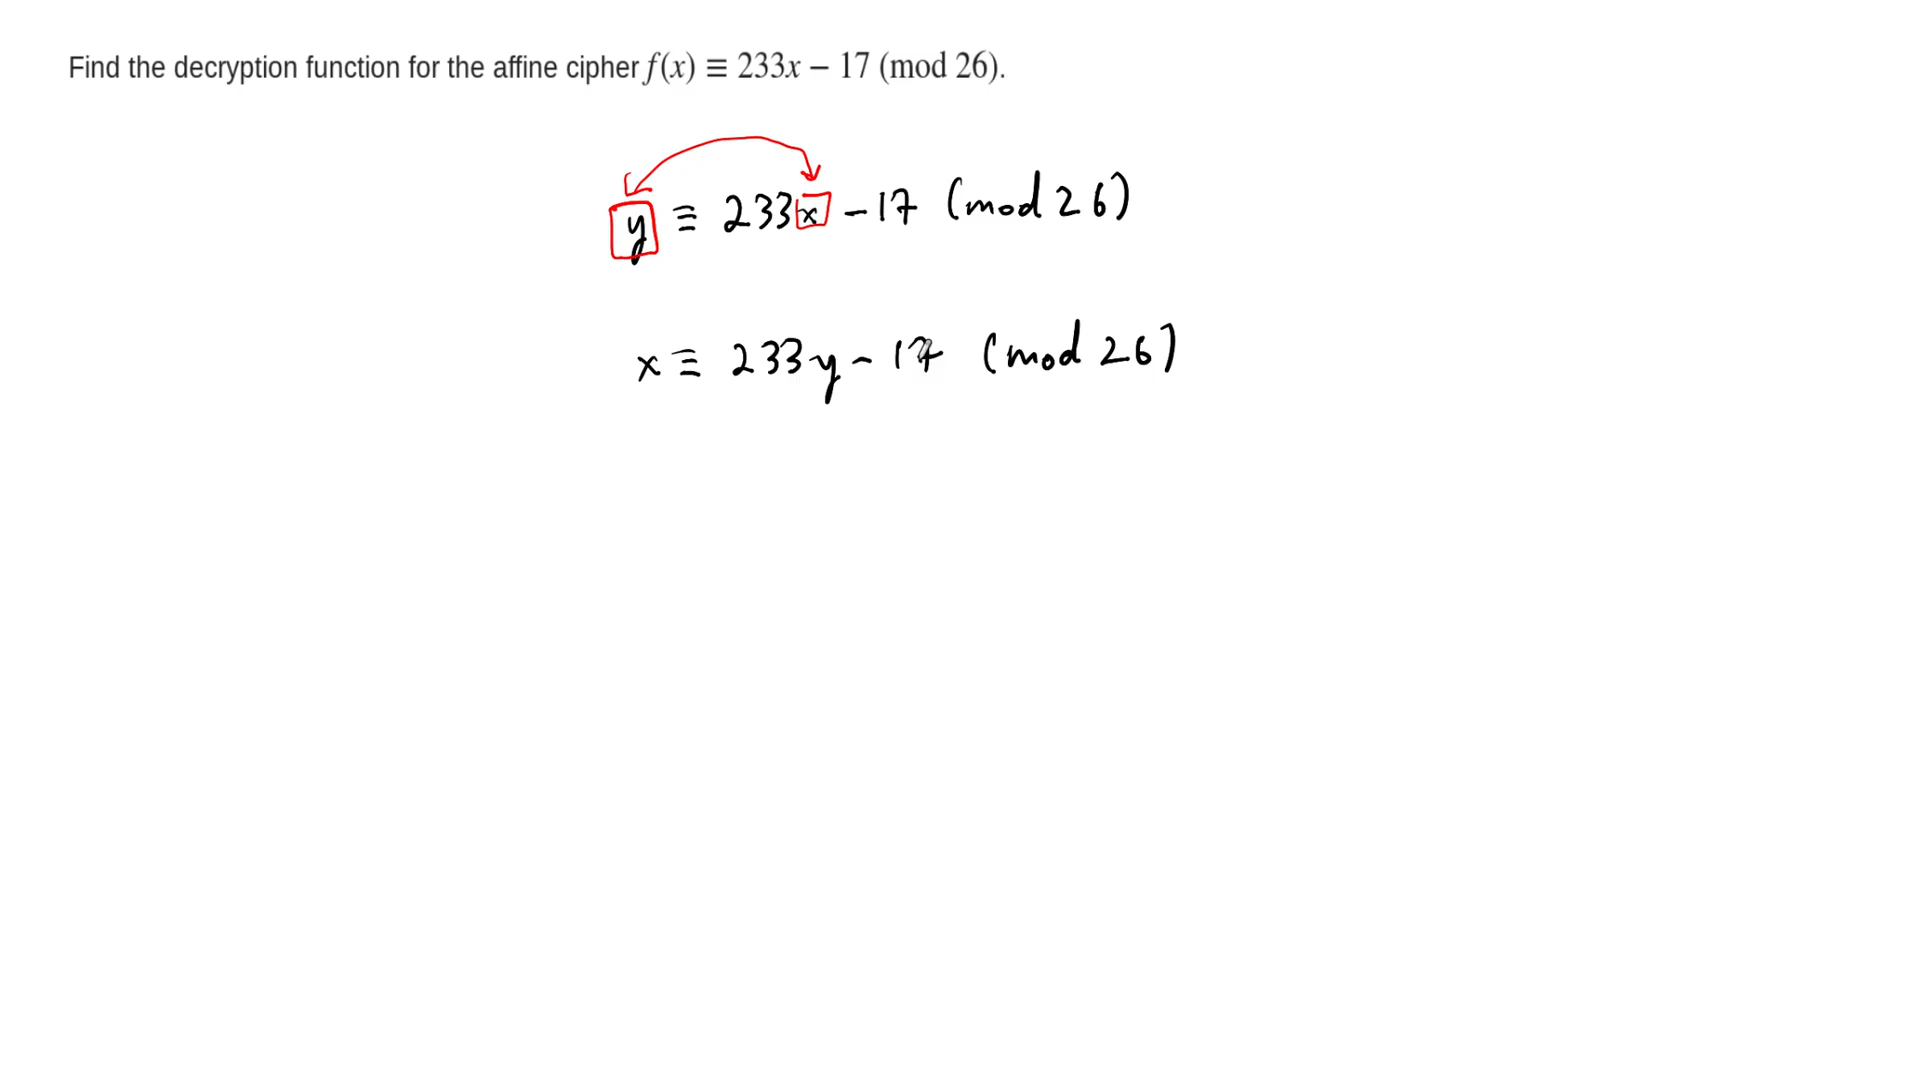 Find the decryption function for the affine cipher f(x) ≡ 233x − 17 (mod 26).
y ≡ 233x − 17 (mod 26)
x ≡ 233y − 17 (mod 26)